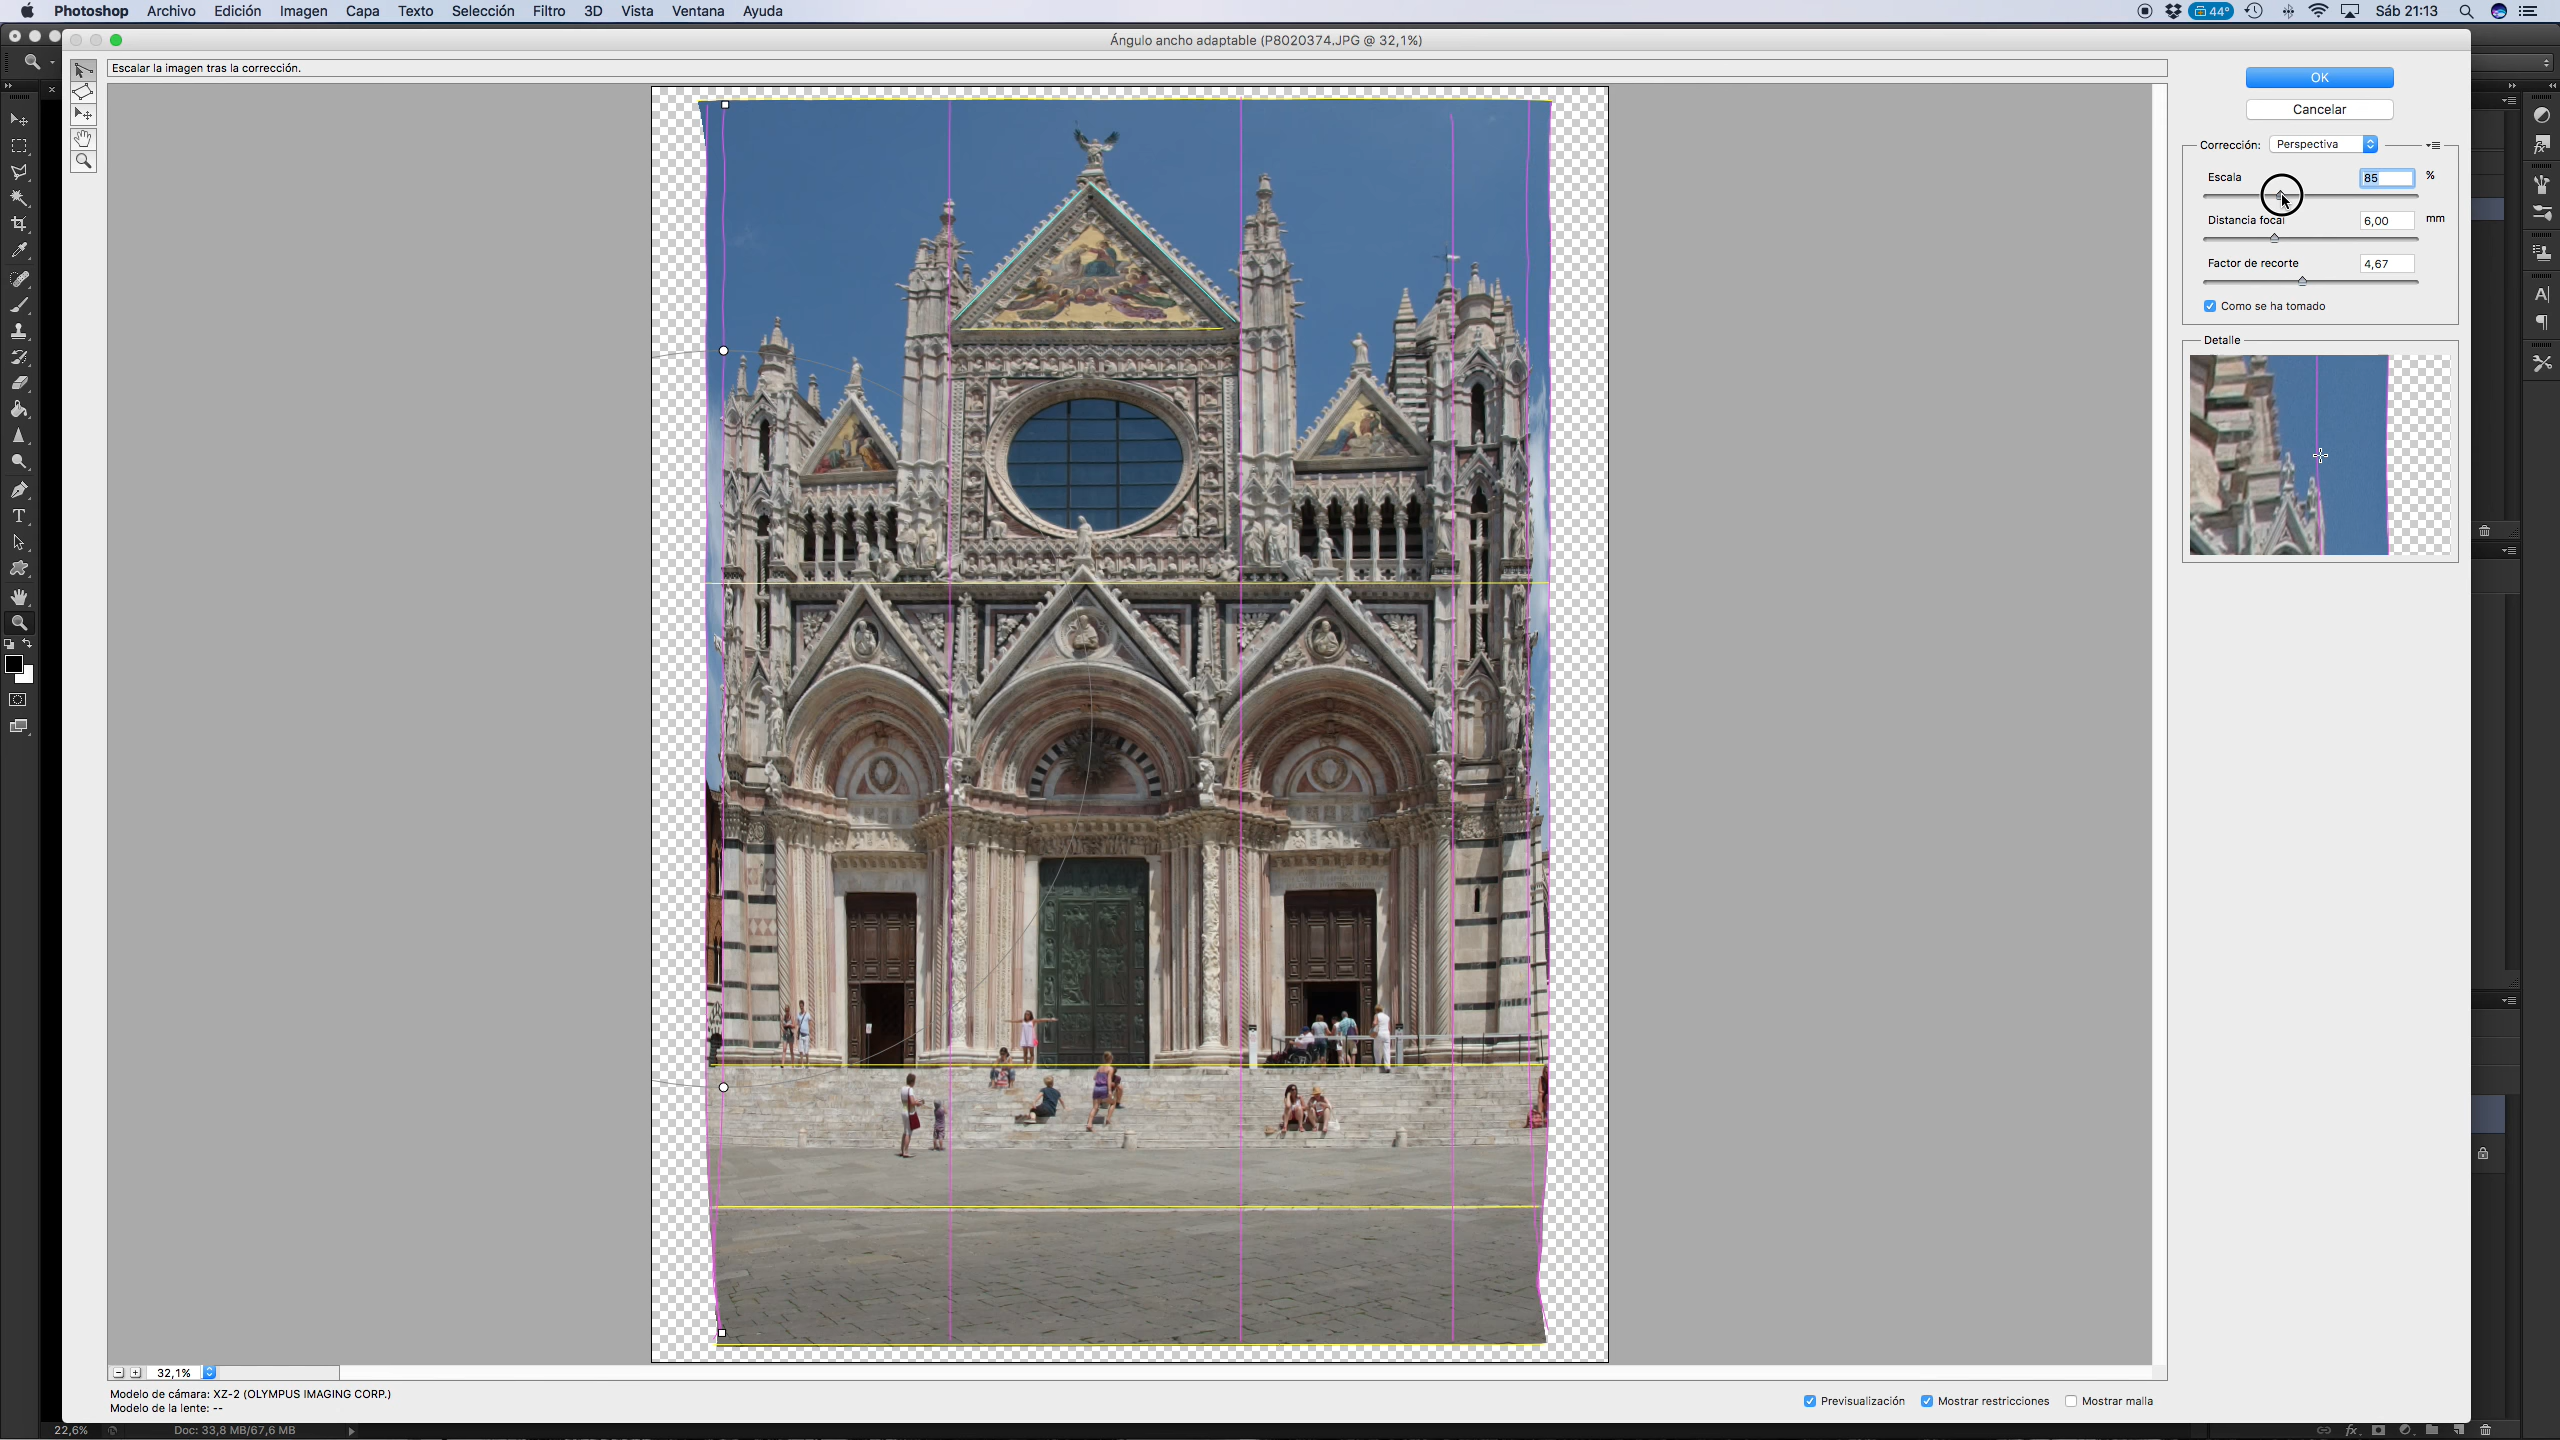 Photoshop Archivo Edición Imagen Capa Texto Selección Filtro 3D Vista Ventana Ayuda 44° Sáb 21:13
Ángulo ancho adaptable (P8020374.JPG @ 32,1%)
Escalar la imagen tras la corrección.
OK
Cancelar
Corrección: Perspectiva
Escala 85 %
Distancia focal 6,00 mm
Factor de recorte 4,67
Como se ha tomado
Detalle
32,1%
Modelo de cámara: XZ-2 (OLYMPUS IMAGING CORP.)
Modelo de la lente: --
Previsualización Mostrar restricciones Mostrar malla
22,6% Doc: 33,8 MB/67,6 MB